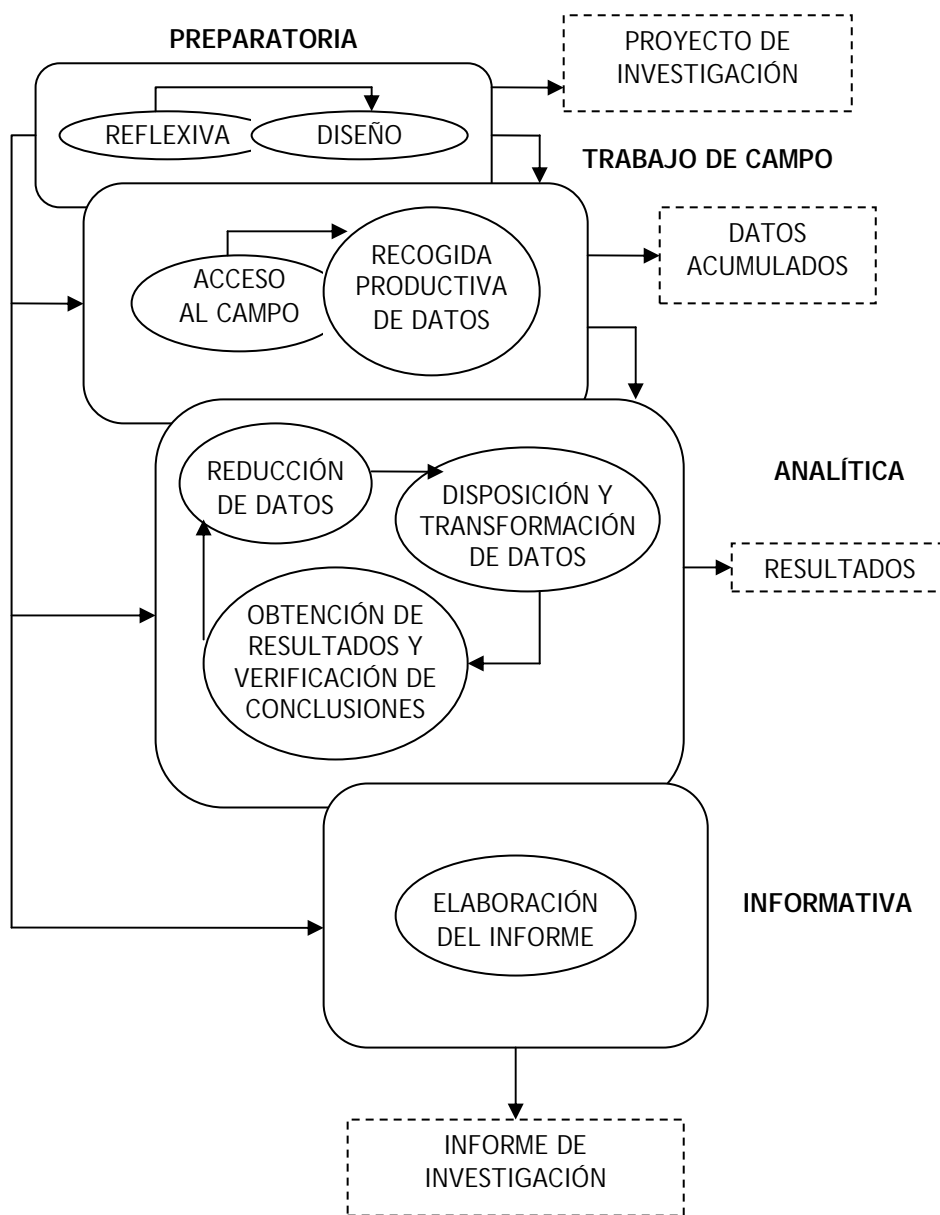 PREPARATORIA
PROYECTO DE
INVESTIGACIÓN
REFLEXIVA
DISEÑO
TRABAJO DE CAMPO
ACCESO
AL CAMPO
RECOGIDA
PRODUCTIVA
DE DATOS
DATOS
ACUMULADOS
ANALÍTICA
REDUCCIÓN
DE DATOS
DISPOSICIÓN Y
TRANSFORMACIÓN
DE DATOS
RESULTADOS
OBTENCIÓN DE
RESULTADOS Y
VERIFICACIÓN DE
CONCLUSIONES
INFORMATIVA
ELABORACIÓN
DEL INFORME
INFORME DE
INVESTIGACIÓN